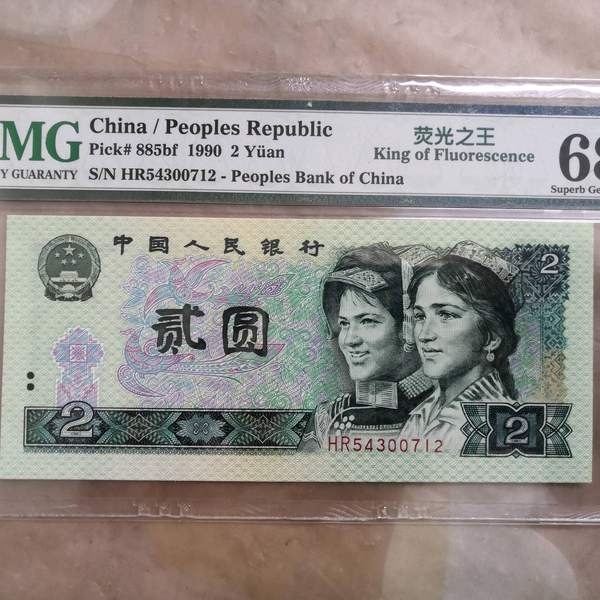 MG
China / Peoples Republic
Pick# 885bf 1990 2 Yüan
S/N HR54300712 - Peoples Bank of China
荧光之王
King of Fluorescence
68
Superb Ge
Y GUARANTY
中国人民银行
贰圆
2
2
2
HR54300712